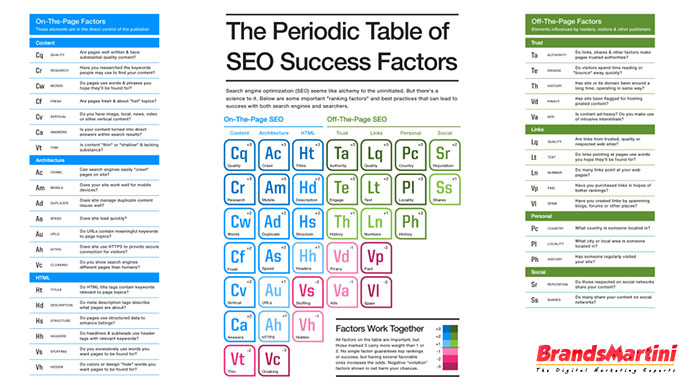 On-The-Page Factors
These elements are in the direct control of the publisher
Content
Cq QUALITY Are pages well written & have
substantial quality content?
Cr RESEARCH Have you researched the keywords
people may use to find your content?
Cw WORDS Do pages use words & phrases you
hope they'll be found for?
Cf FRESH Are pages fresh & about "hot" topics?
Cv VERTICAL Do you have image, local, news, video
or other vertical content?
Ca ANSWERS Is your content turned into direct
answers within search results?
Vt THIN Is content "thin" or "shallow" & lacking
substance?
Architecture
Ac CRAWL Can search engines easily "crawl"
pages on site?
Am MOBILE Does your site work well for mobile
devices?
Ad DUPLICATE Does site manage duplicate content
issues well?
As SPEED Does site load quickly?
Au URLS Do URLs contain meaningful keywords
to page topics?
Ah HTTPS Does site use HTTPS to provide secure
connection for visitors?
Vc CLOAKING Do you show search engines
different pages than humans?
HTML
Ht TITLES Do HTML title tags contain keywords
relevant to page topics?
Hd DESCRIPTION Do meta description tags describe
what pages are about?
Hs STRUCTURE Do pages use structured data to
enhance listings?
Hh HEADERS Do headlines & subheads use header
tags with relevant keywords?
Vs STUFFING Do you excessively use words you
want pages to be found for?
Vh HIDDEN Do colors or design "hide" words you
want pages to be found for?
The Periodic Table of
SEO Success Factors
Search engine optimization (SEO) seems like alchemy to the uninitiated. But there's a
science to it. Below are some important "ranking factors" and best practices that can lead to
success with both search engines and searchers.
On-The-Page SEO Off-The-Page SEO
Content Architecture HTML Trust Links Personal Social
Cq Ac Ht Ta Lq Pc Sr
Quality Crawl Titles Authority Quality Country Reputation
Cr Am Hd Te Lt Pl Ss
Research Mobile Description Engage Text Locality Shares
Cw Ad Hs Th Ln Ph
Words Duplicate Structure History Numbers History
Cf As Hh Vd Vp
Fresh Speed Headers Piracy Paid
Cv Au Vs Va Vl
Vertical URLs Stuffing Ads Spam
Ca Ah Vh
Answers HTTPS Hidden
Vt Vc
Thin Cloaking
Factors Work Together
All factors on the table are important, but
those marked 3 carry more weight than 1
or 2. No single factor guarantees top rankings
or success, but having several favorable
ones increases the odds. Negative "violation"
factors shown in red harm your chances.
Off-The-Page Factors
Elements influenced by readers, visitors & other publishers
Trust
Ta AUTHORITY Do links, shares & other factors make
pages trusted authorities?
Te ENGAGE Do visitors spend time reading or
"bounce" away quickly?
Th HISTORY Has site or its domain been around a
long time, operating in same way?
Vd PIRACY Has site been flagged for hosting
pirated content?
Va ADS Is content ad-heavy? Do you make use
of intrusive interstitials?
Links
Lq QUALITY Are links from trusted, quality or
respected web sites?
Lt TEXT Do links pointing at pages use words
you hope they'll be found for?
Ln NUMBER Do many links point at your web
pages?
Vp PAID Have you purchased links in hopes of
better rankings?
Vl SPAM Have you created links by spamming
blogs, forums or other places?
Personal
Pc COUNTRY What country is someone located in?
Pl LOCALITY What city or local area is someone
located in?
Ph HISTORY Has someone regularly visited
your site?
Social
Sr REPUTATION Do those respected on social networks
share your content?
Ss SHARES Do many share your content on social
networks?
BrandsMartini
The Digital Marketing Experts